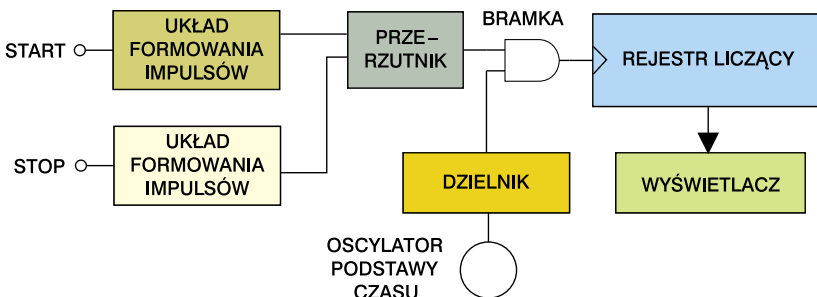 START
UKŁAD
FORMOWANIA
IMPULSÓW
PRZE–
RZUTNIK
BRAMKA
REJESTR LICZĄCY
STOP
UKŁAD
FORMOWANIA
IMPULSÓW
DZIELNIK
WYŚWIETLACZ
OSCYLATOR
PODSTAWY
CZASU